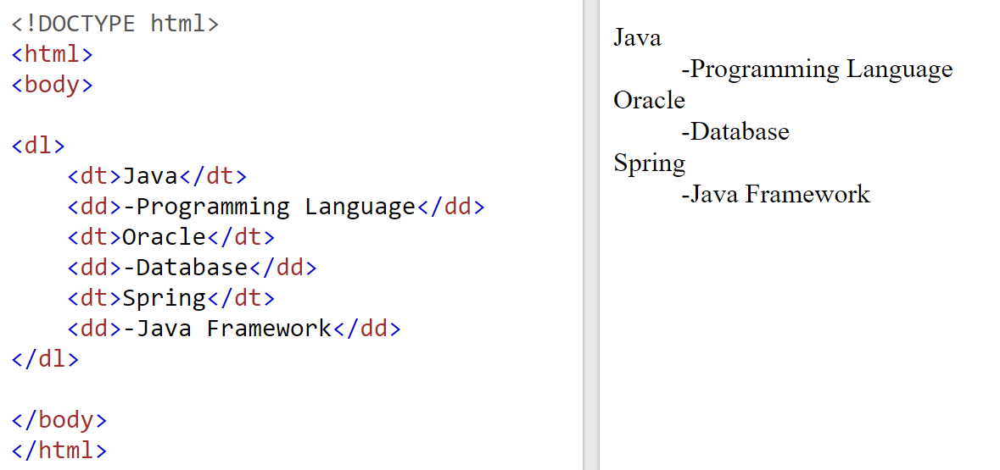 <!DOCTYPE html>
<html>
<body>
<dl>
<dt>Java</dt>
<dd>-Programming Language</dd>
<dt>Oracle</dt>
<dd>-Database</dd>
<dt>Spring</dt>
<dd>-Java Framework</dd>
</dl>
</body>
</html>
Java
-Programming Language
Oracle
-Database
Spring
-Java Framework